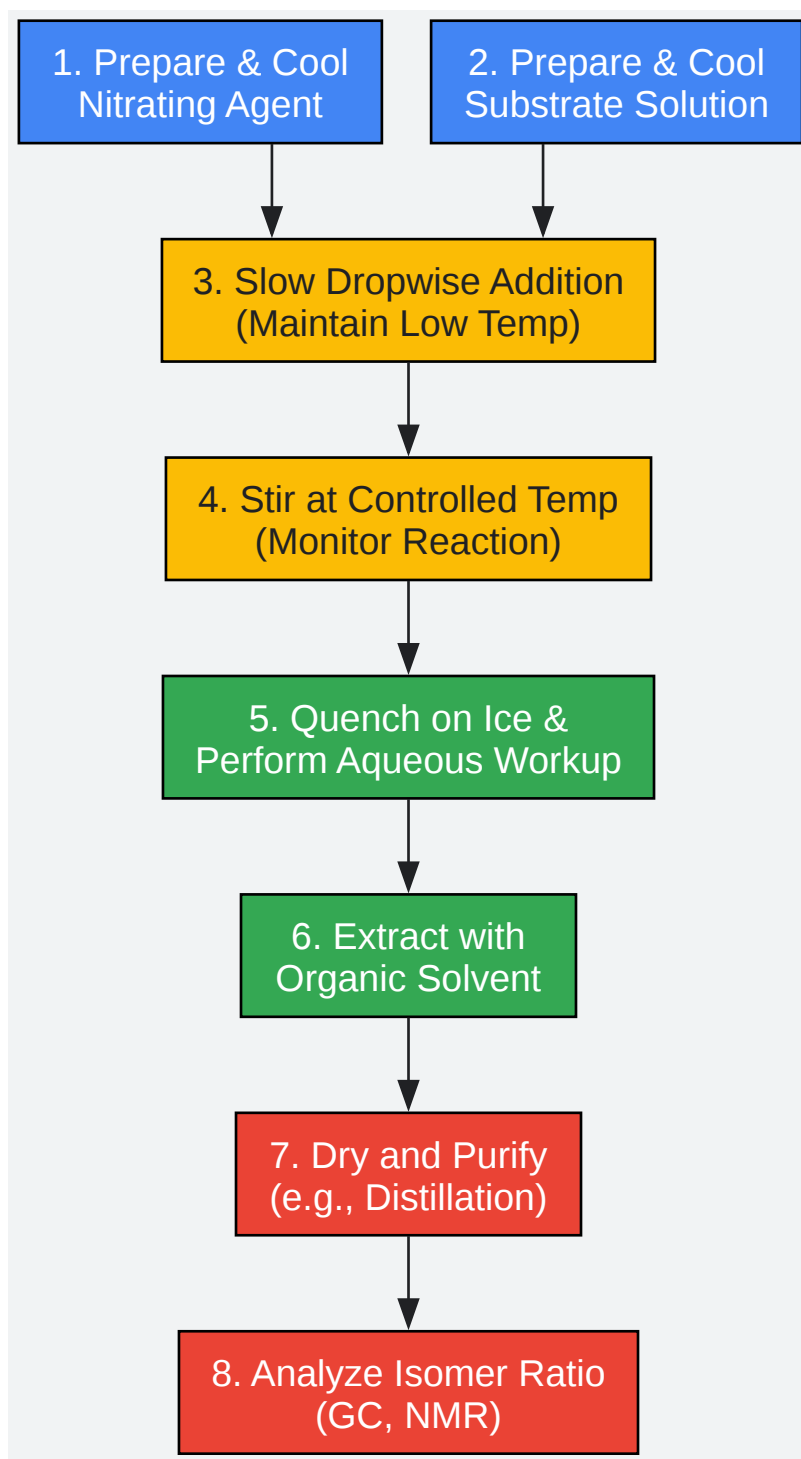 1. Prepare & Cool
Nitrating Agent
2. Prepare & Cool
Substrate Solution
3. Slow Dropwise Addition
(Maintain Low Temp)
4. Stir at Controlled Temp
(Monitor Reaction)
5. Quench on Ice &
Perform Aqueous Workup
6. Extract with
Organic Solvent
7. Dry and Purify
(e.g., Distillation)
8. Analyze Isomer Ratio
(GC, NMR)